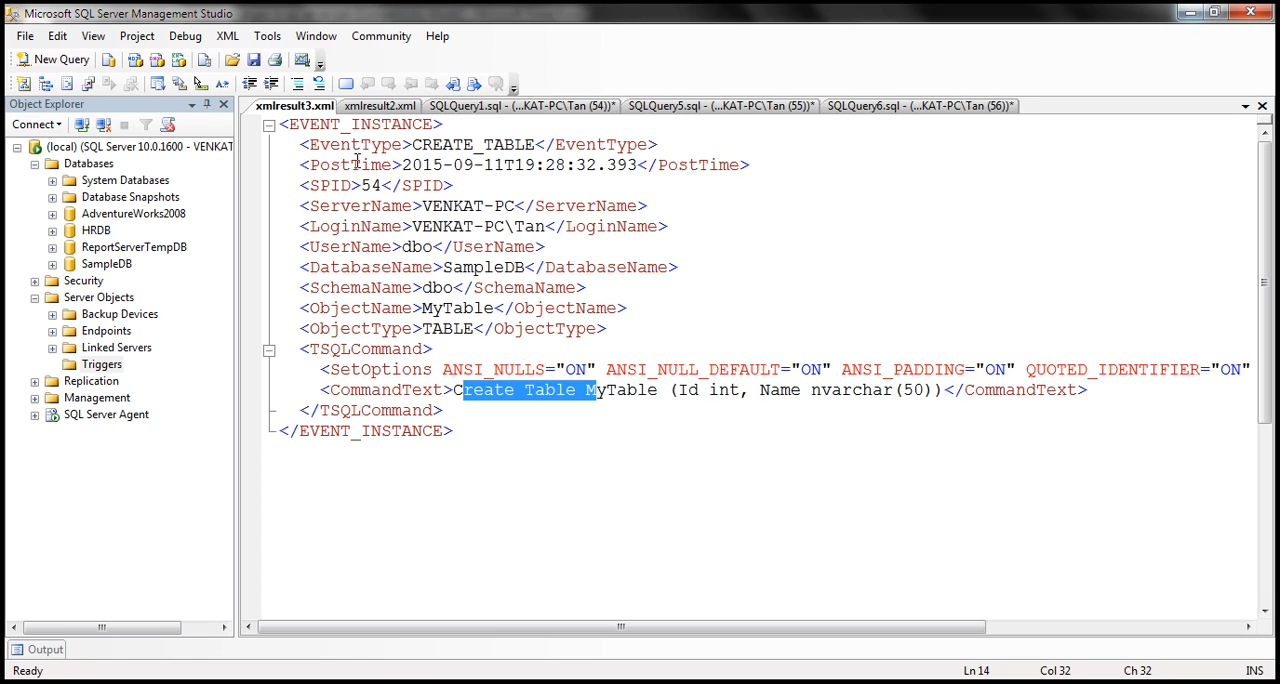 Microsoft SQL Server Management Studio
File Edit View Project Debug XML Tools Window Community Help
New Query
Object Explorer
Connect
(local) (SQL Server 10.0.1600 - VENKAT
Databases
System Databases
Database Snapshots
AdventureWorks2008
HRDB
ReportServerTempDB
SampleDB
Security
Server Objects
Backup Devices
Endpoints
Linked Servers
Triggers
Replication
Management
SQL Server Agent
xmlresult3.xml xmlresult2.xml SQLQuery1.sql - (...KAT-PC\Tan (54))* SQLQuery5.sql - (...KAT-PC\Tan (55))* SQLQuery6.sql - (...KAT-PC\Tan (56))*
<EVENT_INSTANCE>
<EventType>CREATE_TABLE</EventType>
<PostTime>2015-09-11T19:28:32.393</PostTime>
<SPID>54</SPID>
<ServerName>VENKAT-PC</ServerName>
<LoginName>VENKAT-PC\Tan</LoginName>
<UserName>dbo</UserName>
<DatabaseName>SampleDB</DatabaseName>
<SchemaName>dbo</SchemaName>
<ObjectName>MyTable</ObjectName>
<ObjectType>TABLE</ObjectType>
<TSQLCommand>
<SetOptions ANSI_NULLS="ON" ANSI_NULL_DEFAULT="ON" ANSI_PADDING="ON" QUOTED_IDENTIFIER="ON"
<CommandText>Create Table MyTable (Id int, Name nvarchar(50))</CommandText>
</TSQLCommand>
</EVENT_INSTANCE>
Output
Ready Ln 14 Col 32 Ch 32 INS